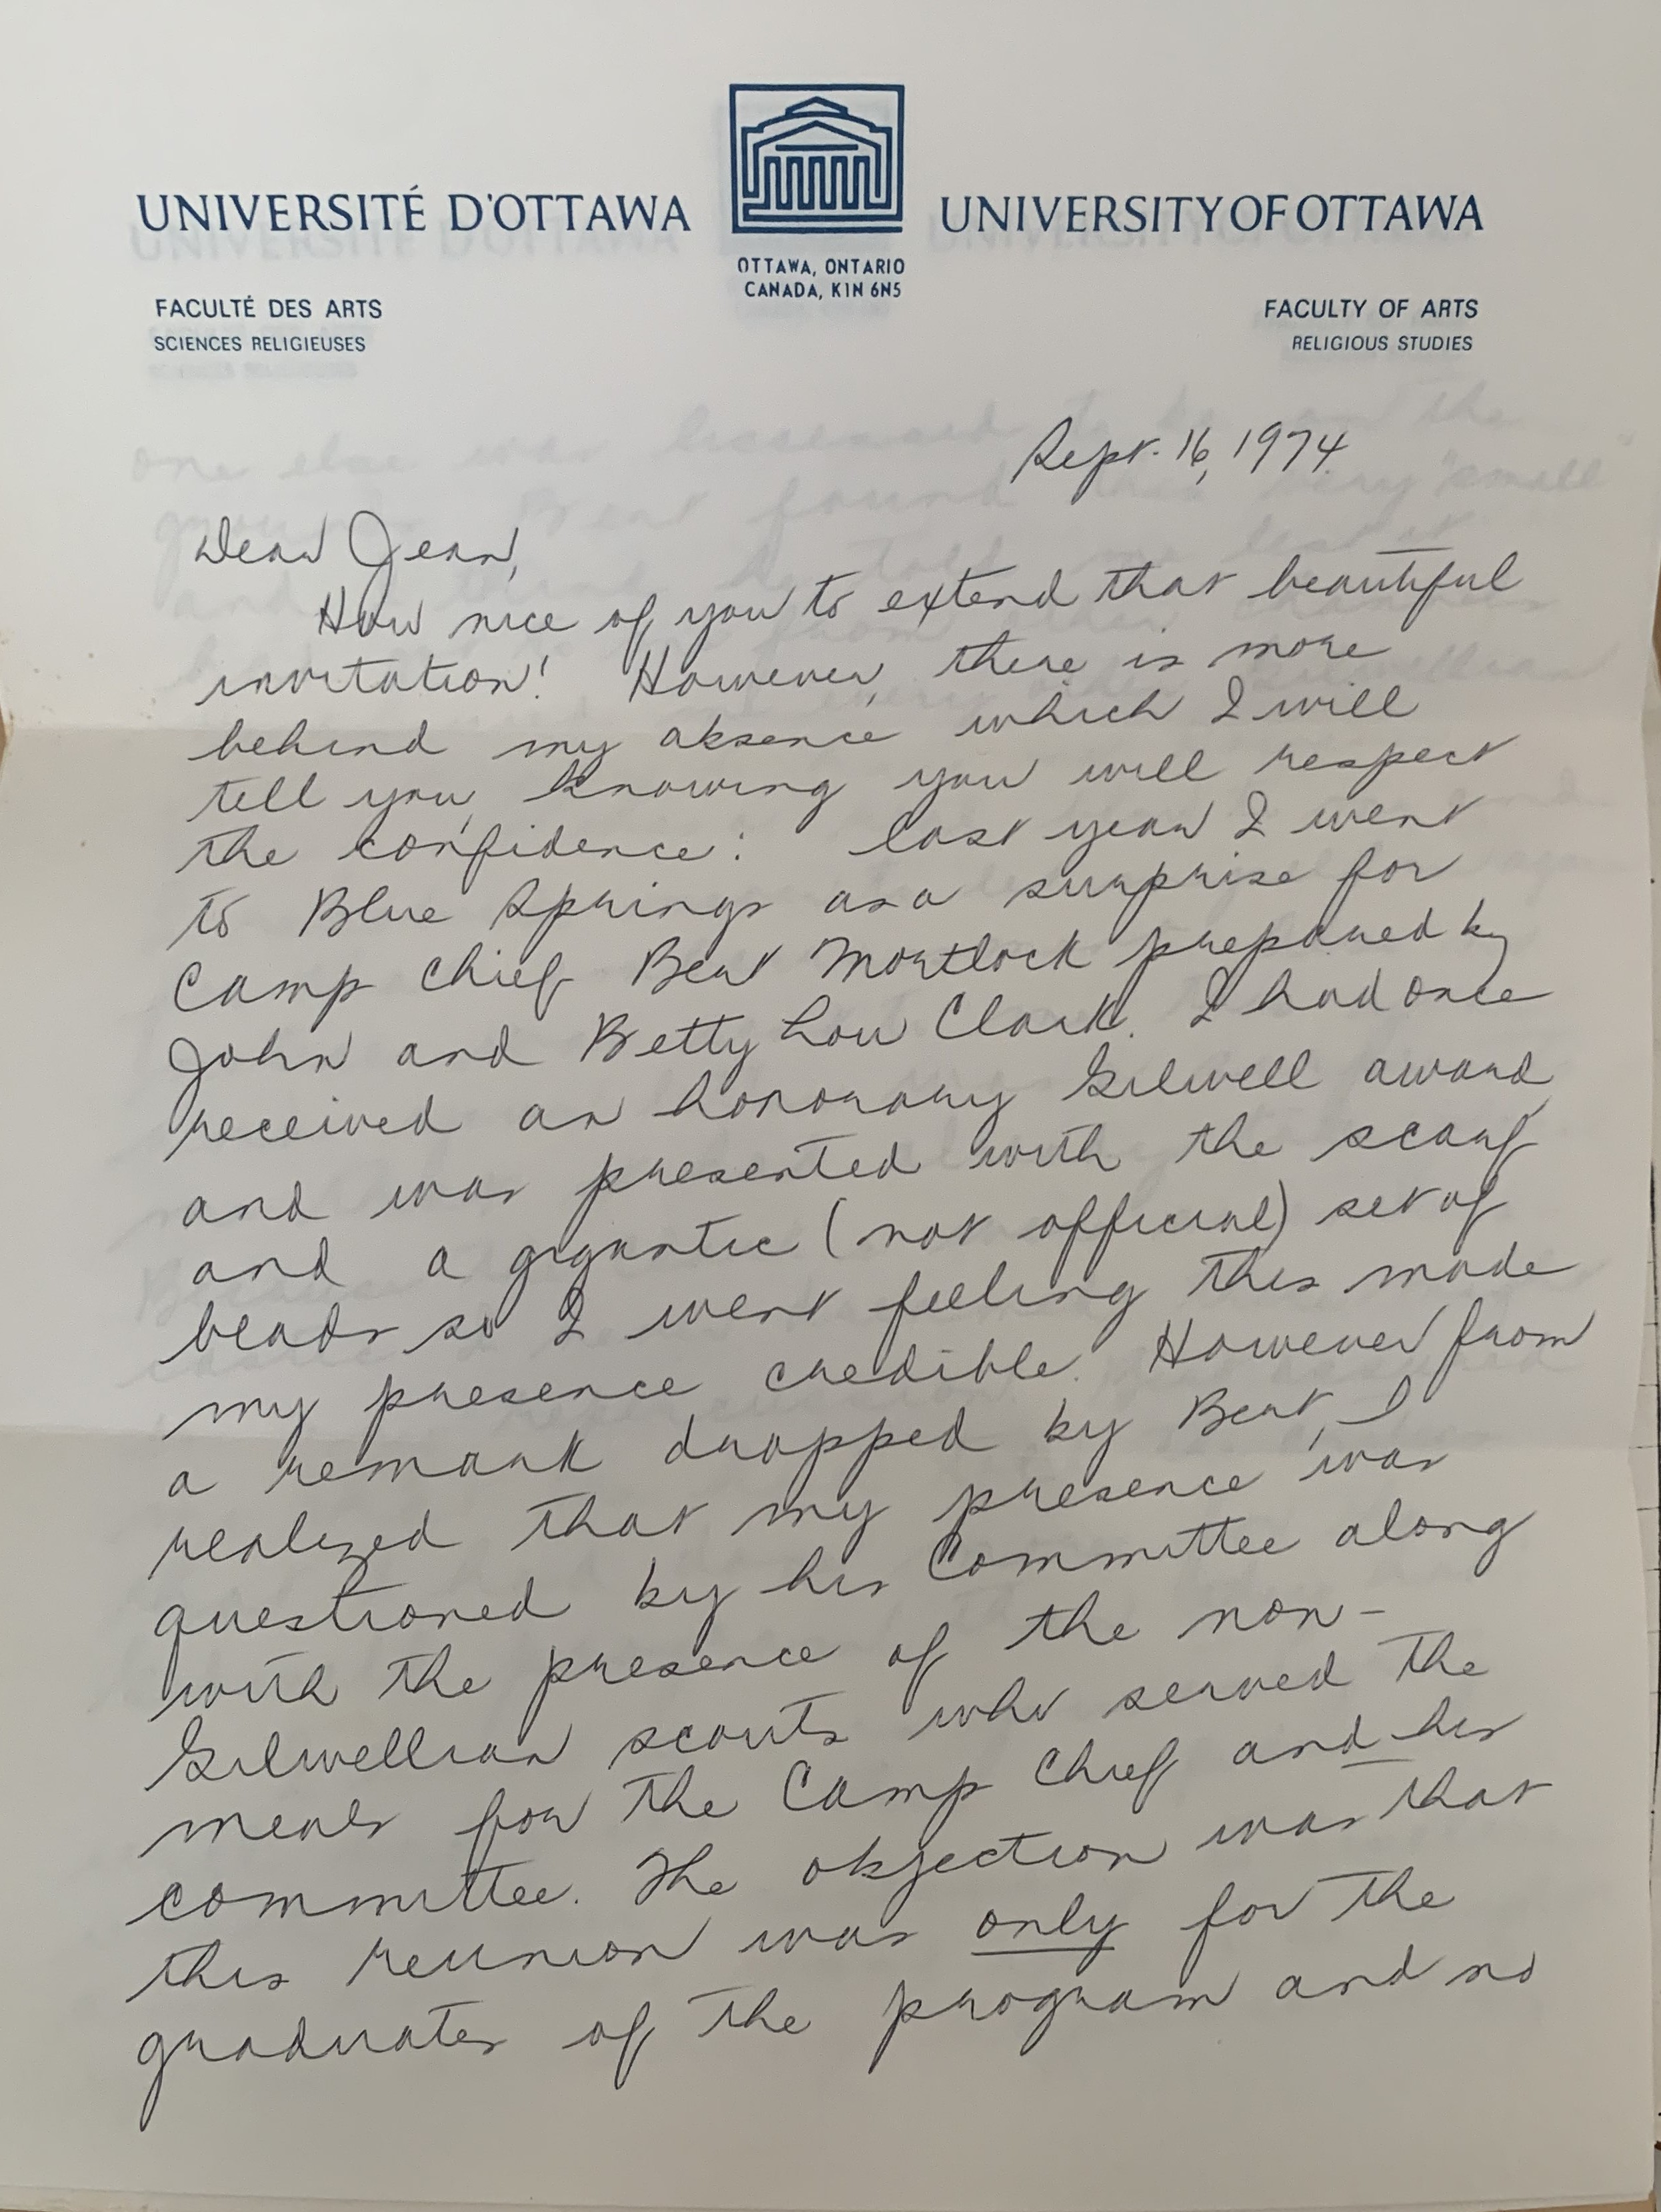 UNIVERSITÉ D'OTTAWA UNIVERSITY OF OTTAWA
OTTAWA, ONTARIO
CANADA, K1N 6N5
FACULTÉ DES ARTS FACULTY OF ARTS
SCIENCES RELIGIEUSES RELIGIOUS STUDIES
Sept. 16, 1974
Dear Jean,
How nice of you to extend that beautiful
invitation! However, there is more
behind my absence which I will
tell you, knowing you will respect
the confidence: last year I went
to Blue Springs as a surprise for
Camp Chief Bert Mortlock prepared by
John and Betty Lou Clark. I had once
received an honorary Gilwell award
and was presented with the scarf
and a gigantic (not official) set of
beads so I went feeling this made
my presence credible. However from
a remark dropped by Bert, I
realized that my presence was
questioned by his Committee along
with the presence of the non-
Gilwellian scouts who served the
meals for the Camp Chief and his
committee. The objection was that
this reunion was only for the
graduates of the program and no